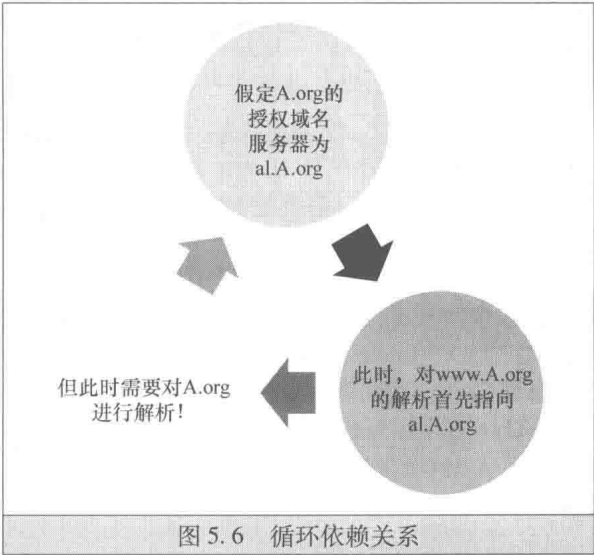 假定A.org的
授权域名
服务器为
al.A.org
此时，对www.A.org
的解析首先指向
al.A.org
但此时需要对A.org
进行解析！
图5.6 循环依赖关系